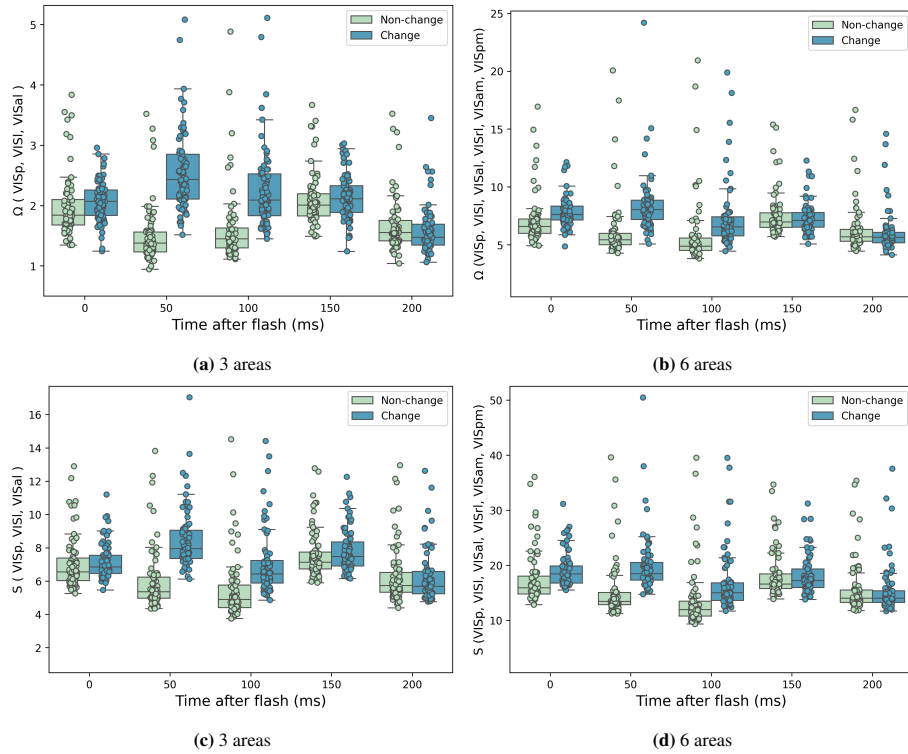 Ω ( VISp, VISl, VISal )
5
4
3
2
1
Non-change
Change
0 50 100 150 200
Time after flash (ms)
(a) 3 areas
Ω (VISp, VISl, VISal, VISrl, VISam, VISpm)
25
20
15
10
5
Non-change
Change
0 50 100 150 200
Time after flash (ms)
(b) 6 areas
S ( VISp, VISl, VISal )
16
14
12
10
8
6
4
2
Non-change
Change
0 50 100 150 200
Time after flash (ms)
(c) 3 areas
S (VISp, VISl, VISal, VISrl, VISam, VISpm)
50
40
30
20
10
Non-change
Change
0 50 100 150 200
Time after flash (ms)
(d) 6 areas